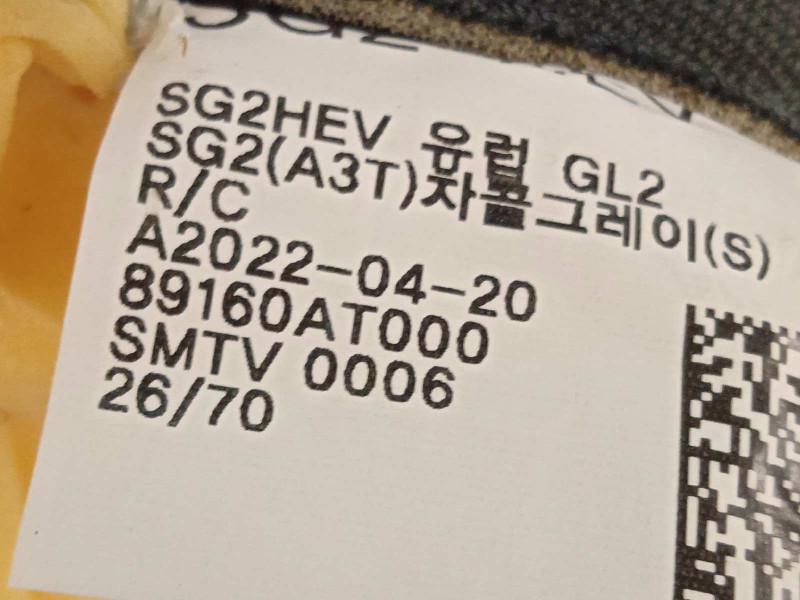 SG2HEV 유럽 GL2
SG2(A3T)차콜그레이(S)
R/C
A2022-04-20
89160AT000
SMTV 0006
26/70